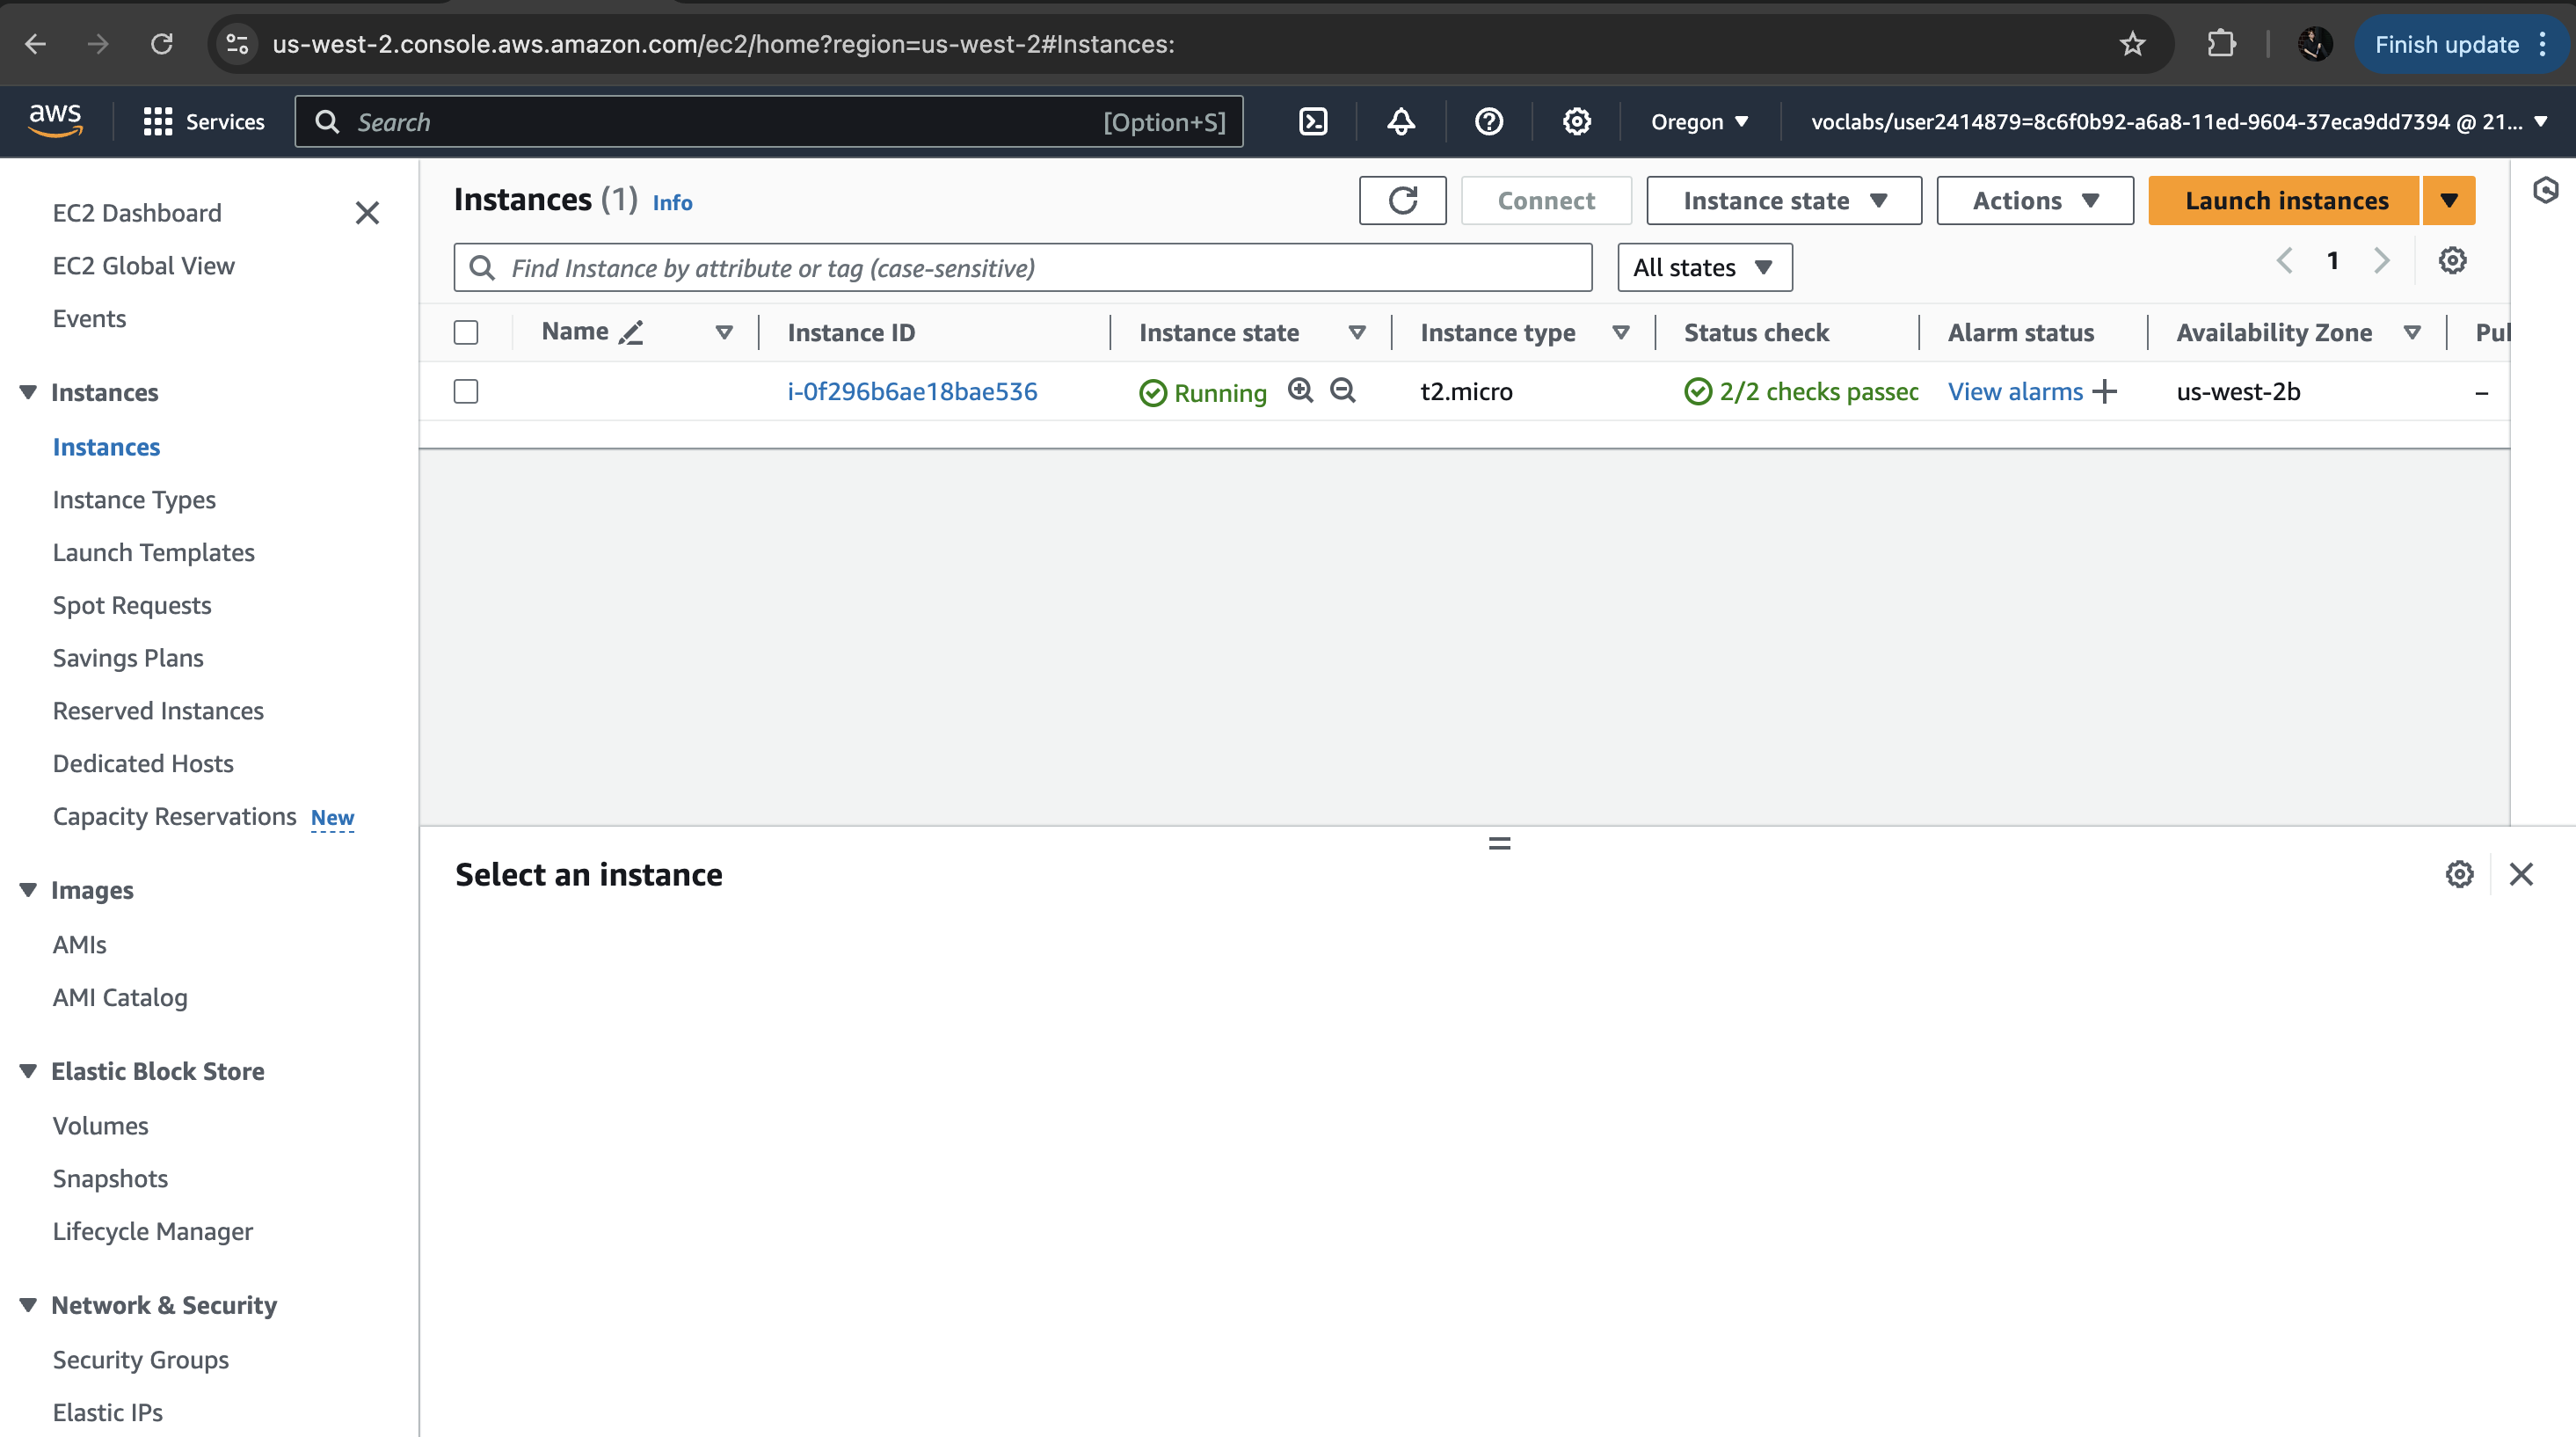 us-west-2.console.aws.amazon.com/ec2/home?region=us-west-2#Instances:
Finish update
aws
Services
Search
[Option+S]
Oregon
voclabs/user2414879=8c6f0b92-a6a8-11ed-9604-37eca9dd7394 @ 21...
EC2 Dashboard
EC2 Global View
Events
Instances
Instances
Instance Types
Launch Templates
Spot Requests
Savings Plans
Reserved Instances
Dedicated Hosts
Capacity Reservations New
Images
AMIs
AMI Catalog
Elastic Block Store
Volumes
Snapshots
Lifecycle Manager
Network & Security
Security Groups
Elastic IPs
Instances (1) Info
Connect
Instance state
Actions
Launch instances
Find Instance by attribute or tag (case-sensitive)
All states
1
Name Instance ID Instance state Instance type Status check Alarm status Availability Zone Pul
i-0f296b6ae18bae536 Running t2.micro 2/2 checks passec View alarms + us-west-2b –
Select an instance